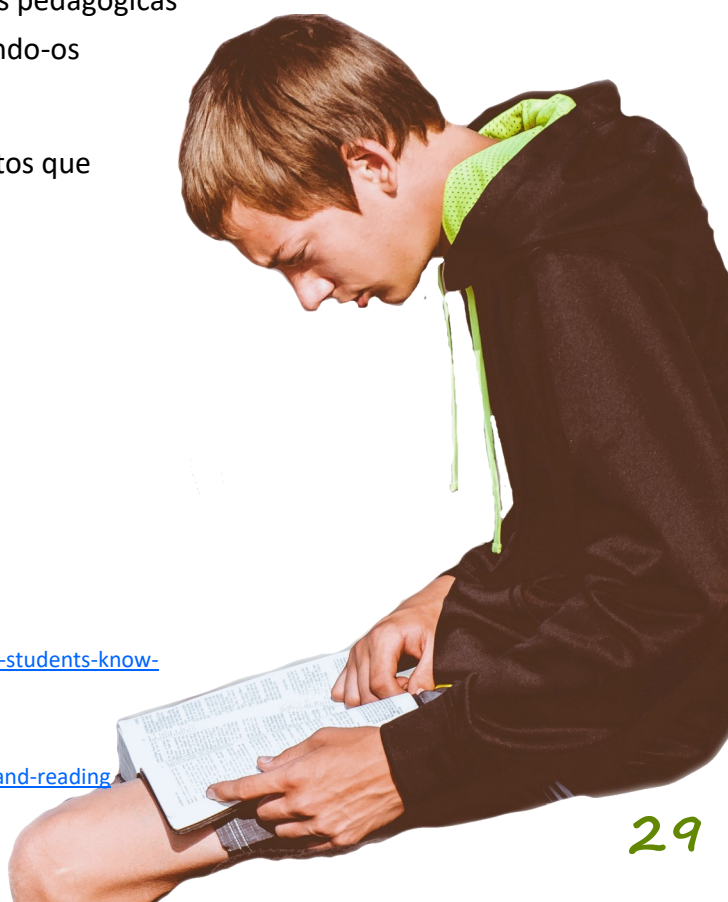 s pedagógicas
ndo-os
tos que
-students-know-
and-reading
29